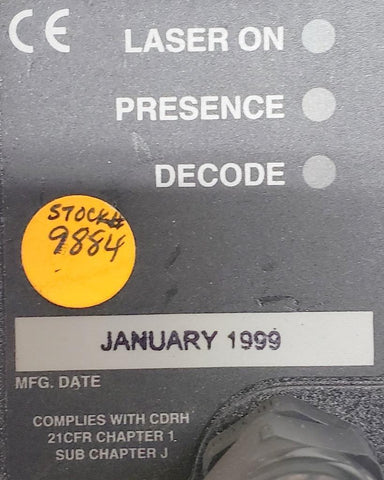 CE
LASER ON
PRESENCE
DECODE
STOCK#
9884
JANUARY 1999
MFG. DATE
COMPLIES WITH CDRH
21CFR CHAPTER 1
SUB CHAPTER J